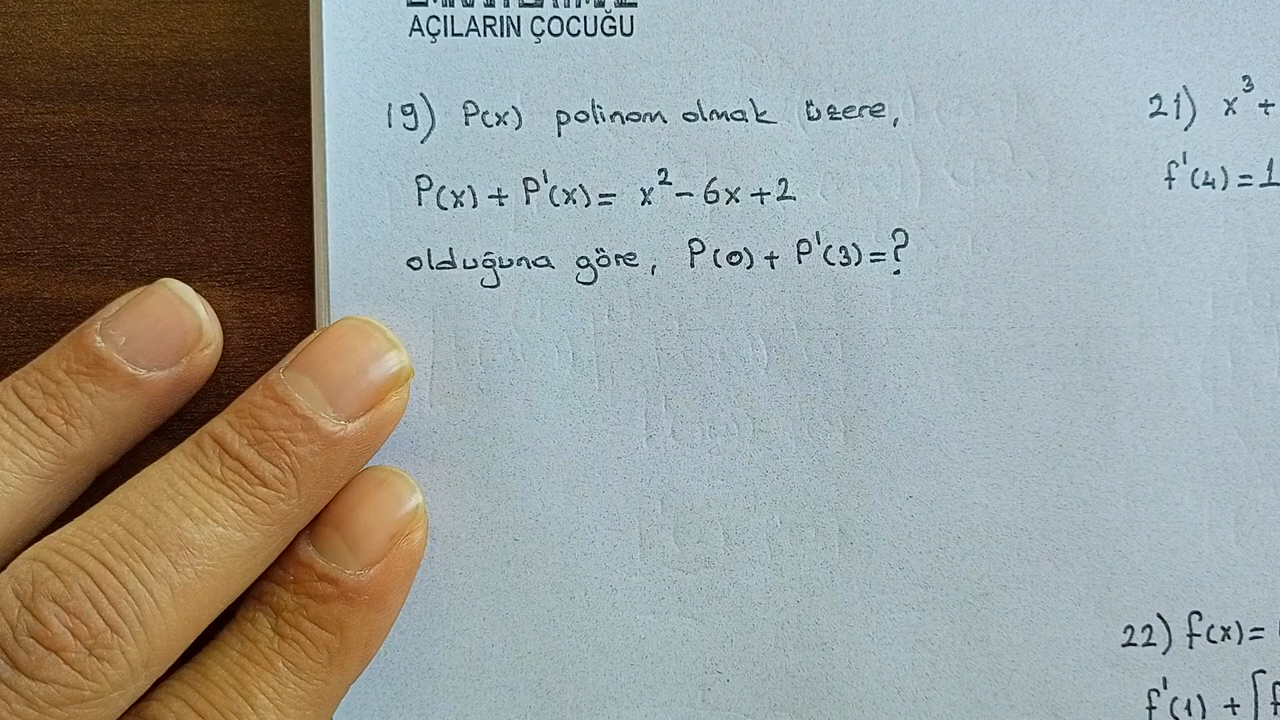 AÇILARIN ÇOCUĞU
19) P(x) polinom olmak üzere,
P(x) + P'(x) = x² - 6x + 2
olduğuna göre, P(0) + P'(3) = ?
21) x³ +
f'(4) = 1
22) f(x) =
f'(1) + [f